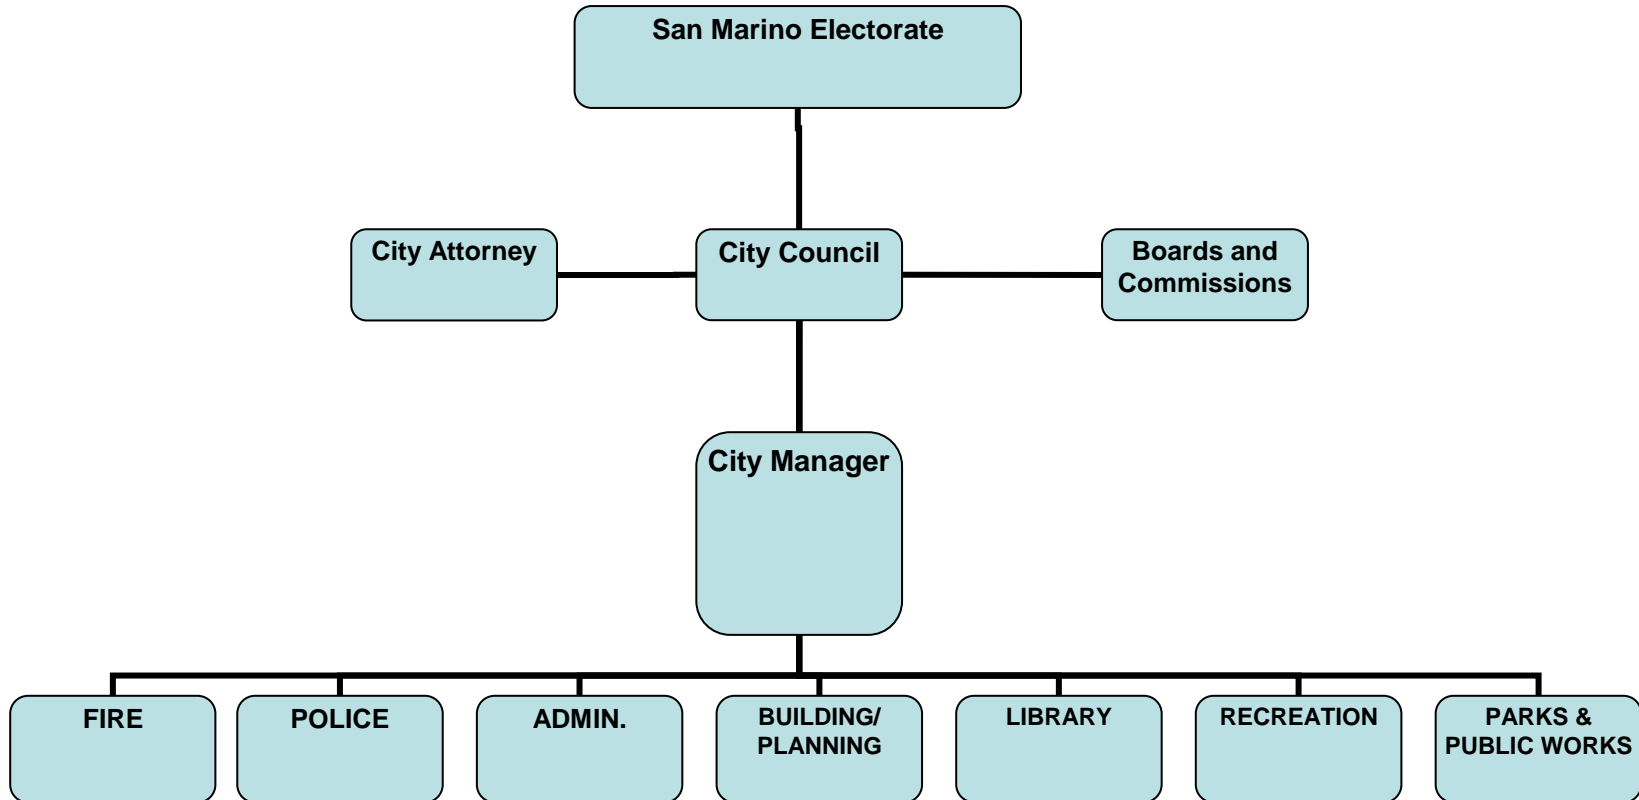 San Marino Electorate
City Attorney
City Council
Boards and
Commissions
City Manager
FIRE
POLICE
ADMIN.
BUILDING/
PLANNING
LIBRARY
RECREATION
PARKS &
PUBLIC WORKS